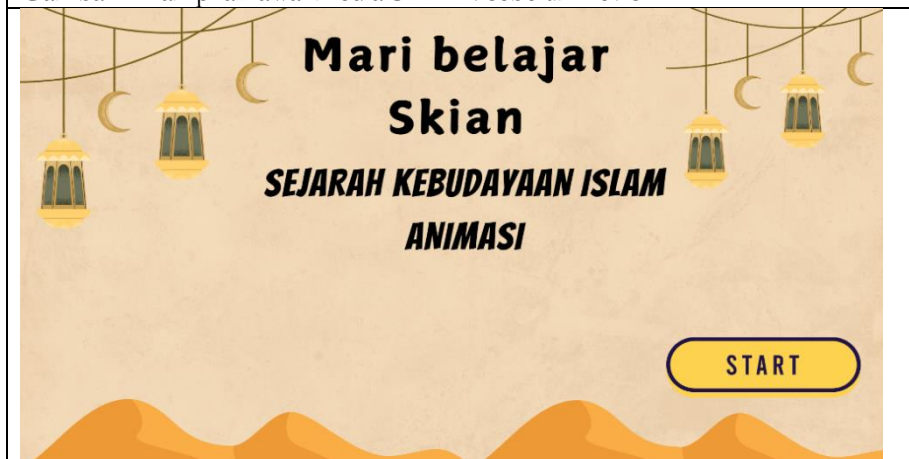 Mari belajar
Skian
SEJARAH KEBUDAYAAN ISLAM
ANIMASI
START